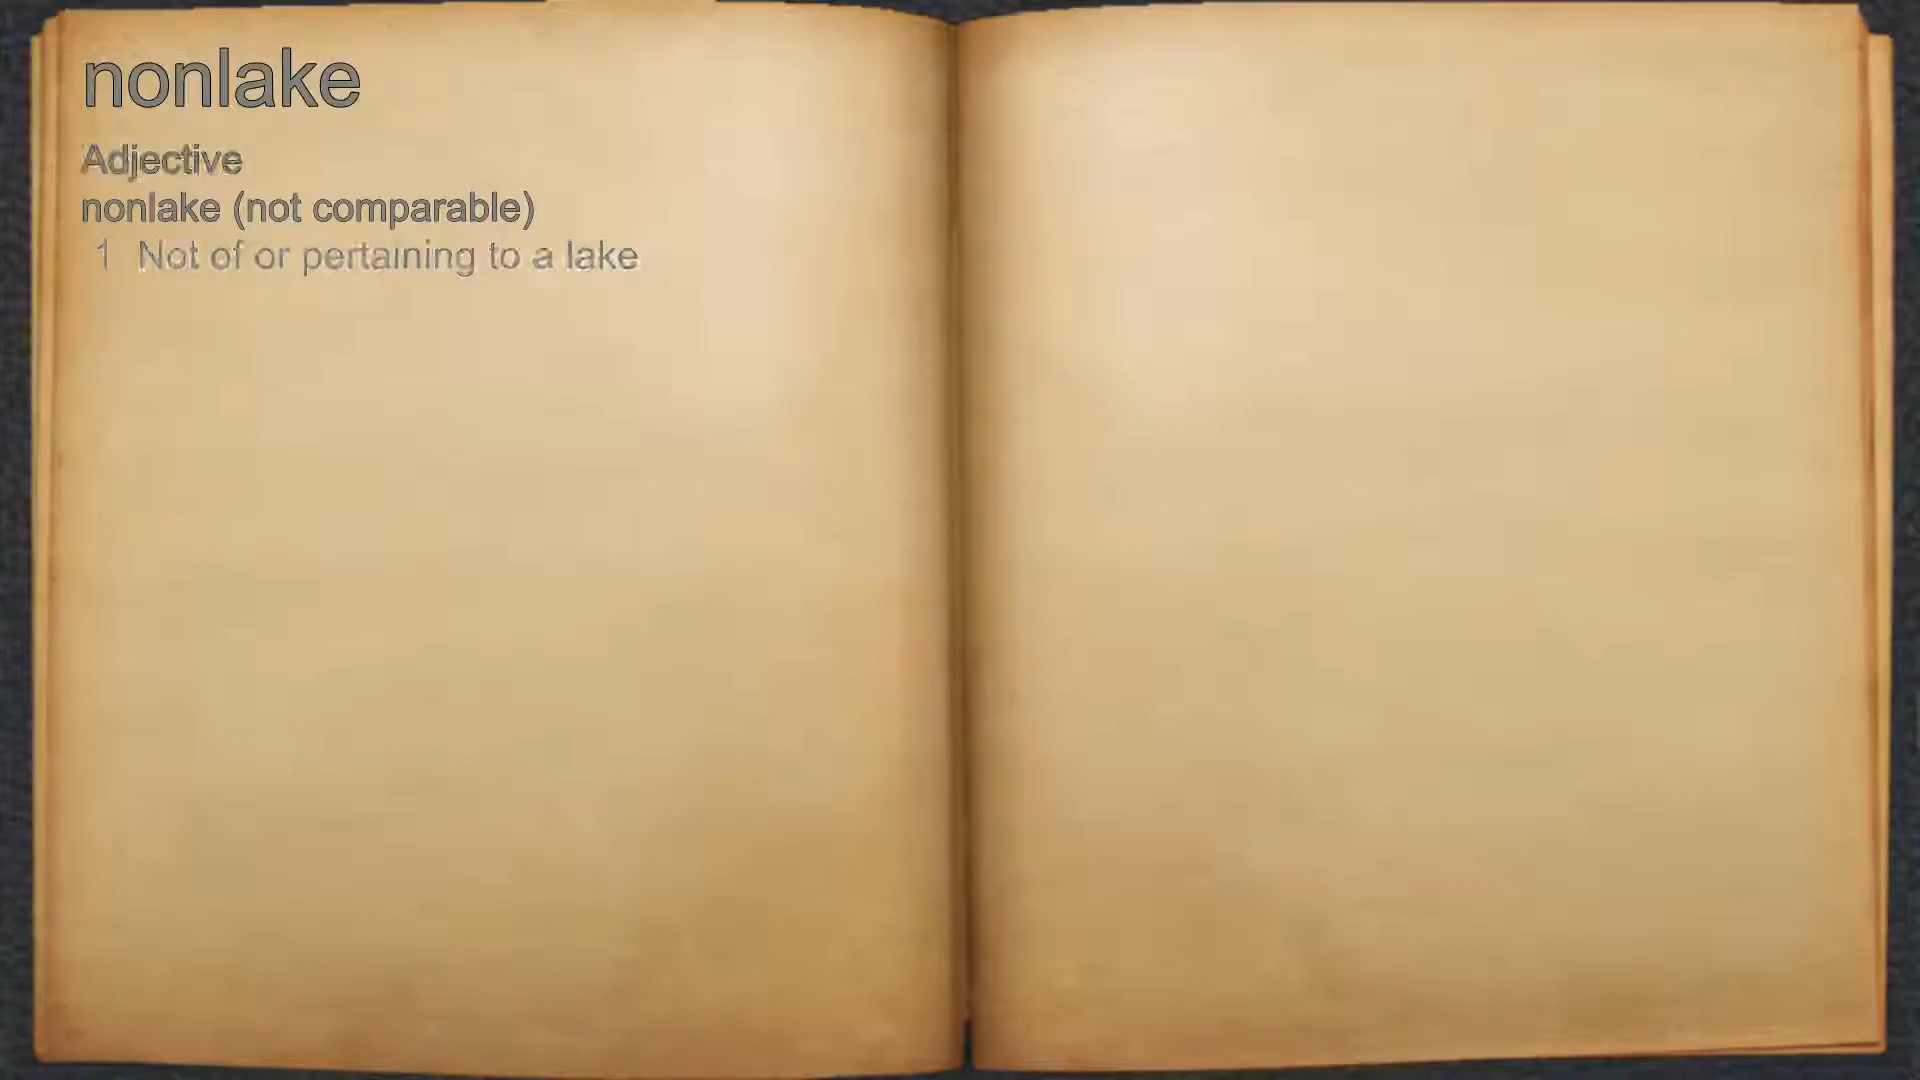 nonlake
Adjective
nonlake (not comparable)
1 Not of or pertaining to a lake